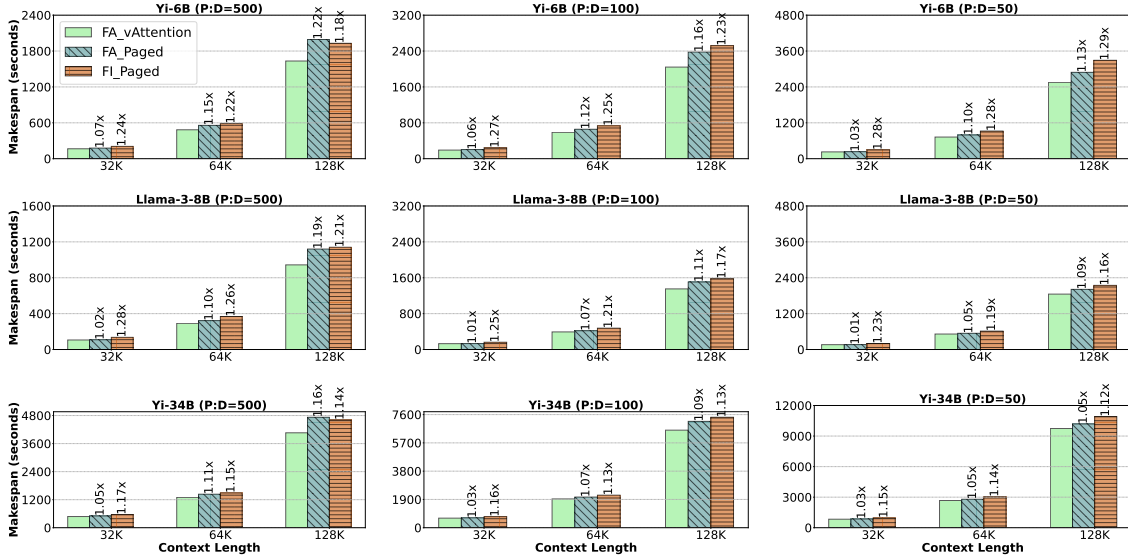 Yi-6B (P:D=500)
Makespan (seconds)
2400
1800
1200
600
0
FA_vAttention
FA_Paged
FI_Paged
1.07x
1.24x
1.15x
1.22x
1.22x
1.18x
32K
64K
128K
Yi-6B (P:D=100)
3200
2400
1600
800
0
1.06x
1.27x
1.12x
1.25x
1.16x
1.23x
32K
64K
128K
Yi-6B (P:D=50)
4800
3600
2400
1200
0
1.03x
1.28x
1.10x
1.28x
1.13x
1.29x
32K
64K
128K
Llama-3-8B (P:D=500)
Makespan (seconds)
1600
1200
800
400
0
1.02x
1.28x
1.10x
1.26x
1.19x
1.21x
32K
64K
128K
Llama-3-8B (P:D=100)
3200
2400
1600
800
0
1.01x
1.25x
1.07x
1.21x
1.11x
1.17x
32K
64K
128K
Llama-3-8B (P:D=50)
4800
3600
2400
1200
0
1.01x
1.23x
1.05x
1.19x
1.09x
1.16x
32K
64K
128K
Yi-34B (P:D=500)
Makespan (seconds)
4800
3600
2400
1200
0
1.05x
1.17x
1.11x
1.15x
1.16x
1.14x
32K
64K
128K
Context Length
Yi-34B (P:D=100)
7600
5700
3800
1900
0
1.03x
1.16x
1.07x
1.13x
1.09x
1.13x
32K
64K
128K
Context Length
Yi-34B (P:D=50)
12000
9000
6000
3000
0
1.03x
1.15x
1.05x
1.14x
1.05x
1.12x
32K
64K
128K
Context Length